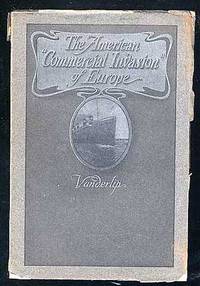 The American
"Commercial Invasion"
of Europe
Vanderlip